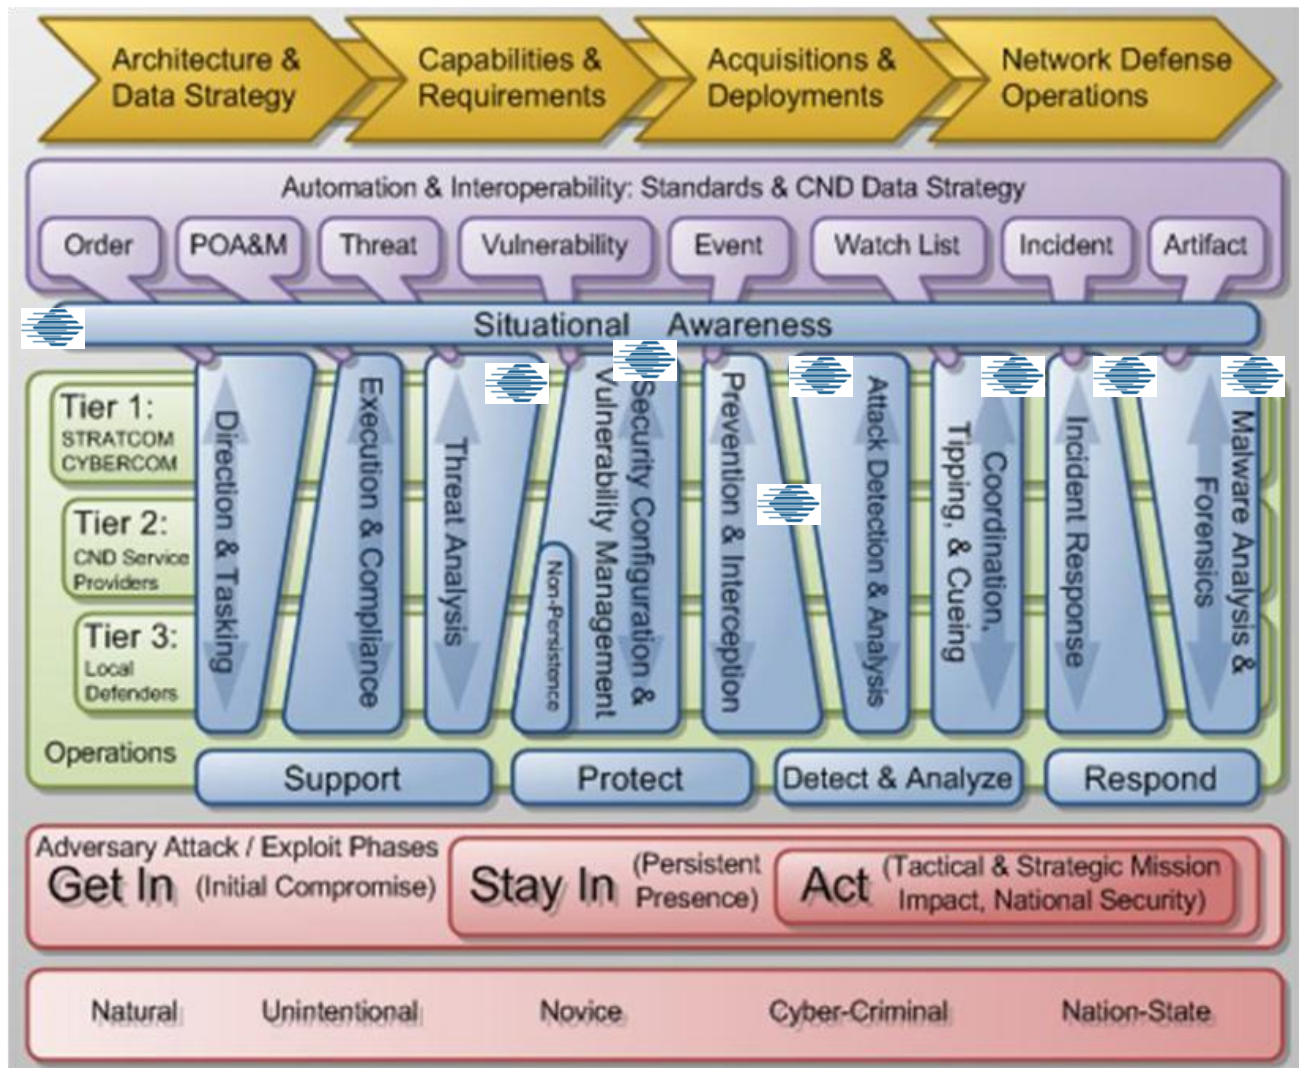 Architecture &
Data Strategy
Capabilities &
Requirements
Acquisitions &
Deployments
Network Defense
Operations
Automation & Interoperability: Standards & CND Data Strategy
Order
POA&M
Threat
Vulnerability
Event
Watch List
Incident
Artifact
Situational Awareness
Tier 1:
STRATCOM
CYBERCOM
Tier 2:
CND Service
Providers
Tier 3:
Local
Defenders
Operations
Direction & Tasking
Execution & Compliance
Threat Analysis
Non-Persistence
Security Configuration &
Vulnerability Management
Prevention & Interception
Attack Detection & Analysis
Coordination,
Tipping, & Cueing
Incident Response
Malware Analysis &
Forensics
Support
Protect
Detect & Analyze
Respond
Adversary Attack / Exploit Phases
Get In (Initial Compromise)
Stay In (Persistent
Presence)
Act (Tactical & Strategic Mission
Impact, National Security)
Natural
Unintentional
Novice
Cyber-Criminal
Nation-State